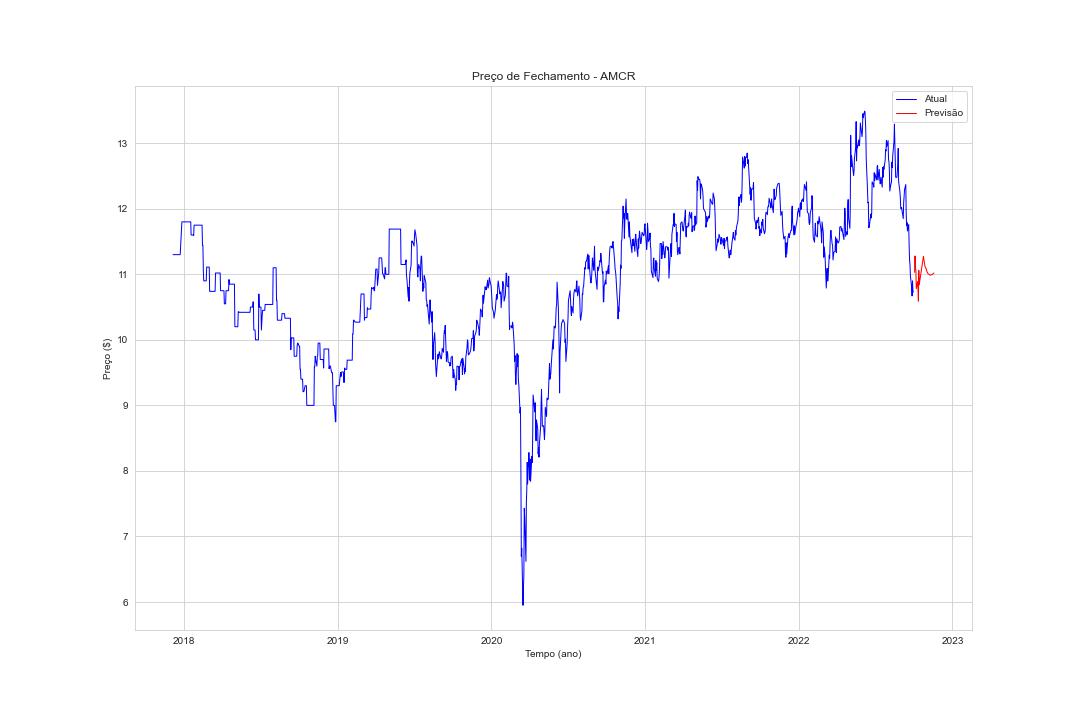 Preço de Fechamento - AMCR
Atual
Previsão
Preço ($)
13
12
11
10
9
8
7
6
2018
2019
2020
2021
2022
2023
Tempo (ano)